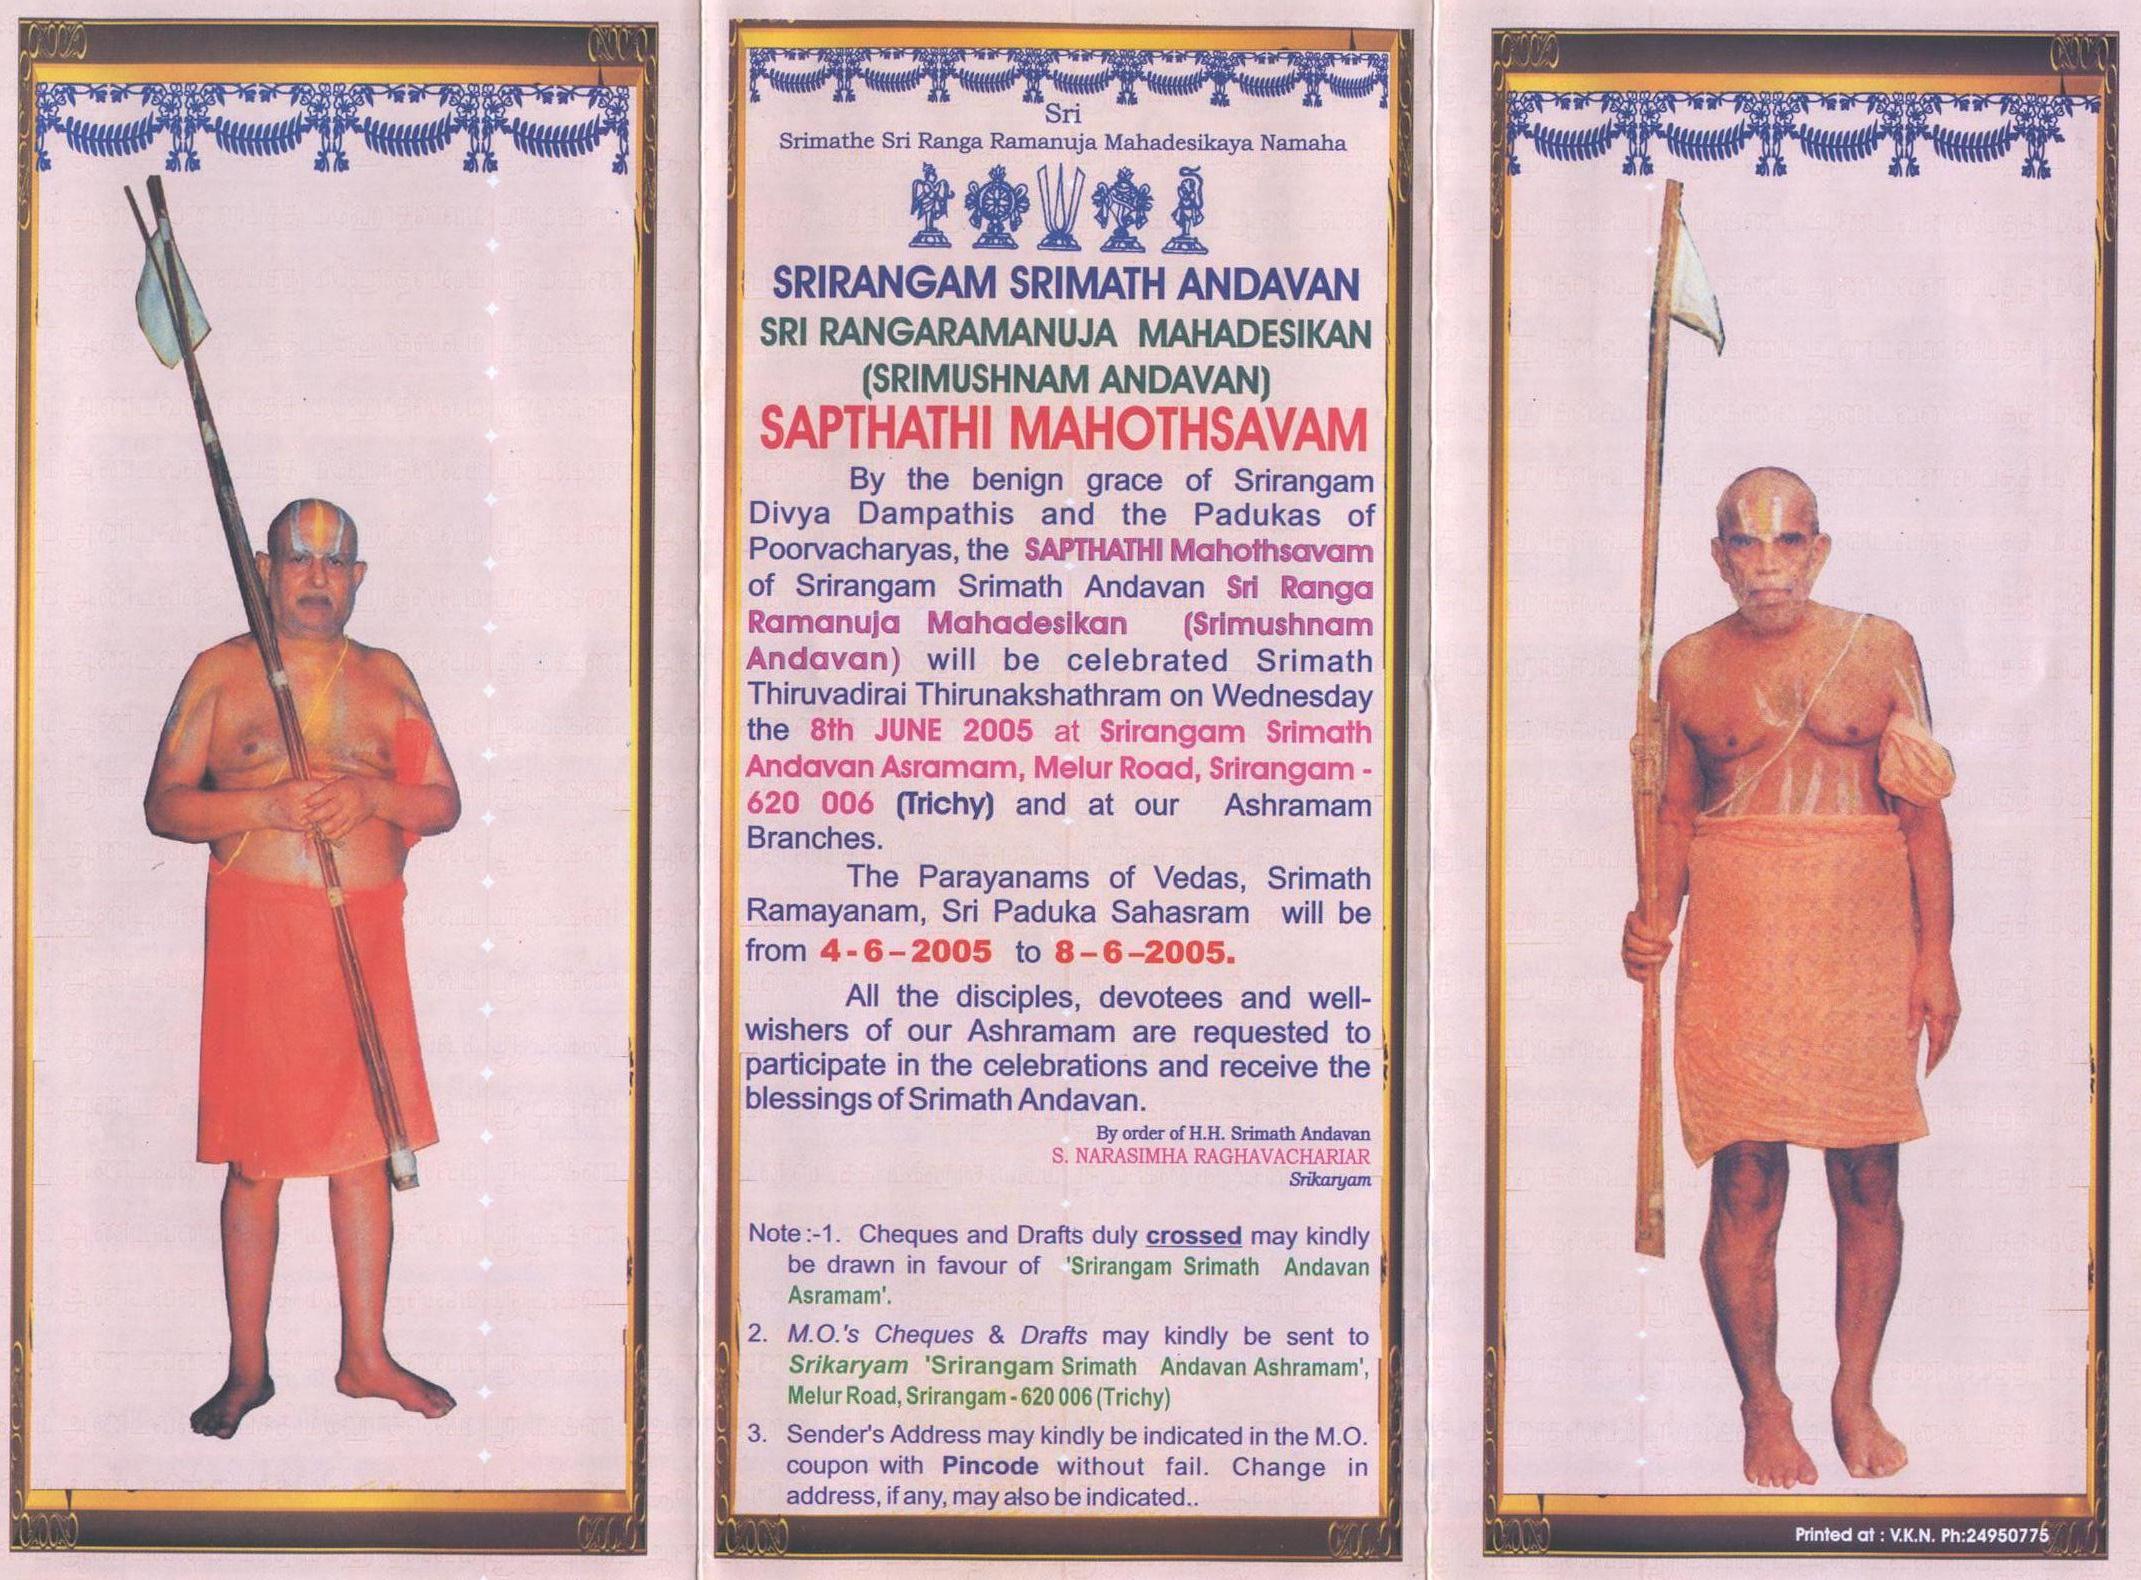 Sri
Srimathe Sri Ranga Ramanuja Mahadesikaya Namaha
SRIRANGAM SRIMATH ANDAVAN
SRI RANGARAMANUJA MAHADESIKAN
(SRIMUSHNAM ANDAVAN)
SAPTHATHI MAHOTHSAVAM
By the benign grace of Srirangam
Divya Dampathis and the Padukas of
Poorvacharyas, the SAPTHATHI Mahothsavam
of Srirangam Srimath Andavan Sri Ranga
Ramanuja Mahadesikan (Srimushnam
Andavan) will be celebrated Srimath
Thiruvadirai Thirunakshathram on Wednesday
the 8th JUNE 2005 at Srirangam Srimath
Andavan Asramam, Melur Road, Srirangam -
620 006 (Trichy) and at our Ashramam
Branches.
The Parayanams of Vedas, Srimath
Ramayanam, Sri Paduka Sahasram will be
from 4-6-2005 to 8-6-2005.
All the disciples, devotees and well-
wishers of our Ashramam are requested to
participate in the celebrations and receive the
blessings of Srimath Andavan.
By order of H.H. Srimath Andavan
S. NARASIMHA RAGHAVACHARIAR
Srikaryam
Note :-1. Cheques and Drafts duly crossed may kindly
be drawn in favour of 'Srirangam Srimath Andavan
Asramam'.
2. M.O.'s Cheques & Drafts may kindly be sent to
Srikaryam 'Srirangam Srimath Andavan Ashramam',
Melur Road, Srirangam - 620 006 (Trichy)
3. Sender's Address may kindly be indicated in the M.O.
coupon with Pincode without fail. Change in
address, if any, may also be indicated..
Printed at : V.K.N. Ph:24950775